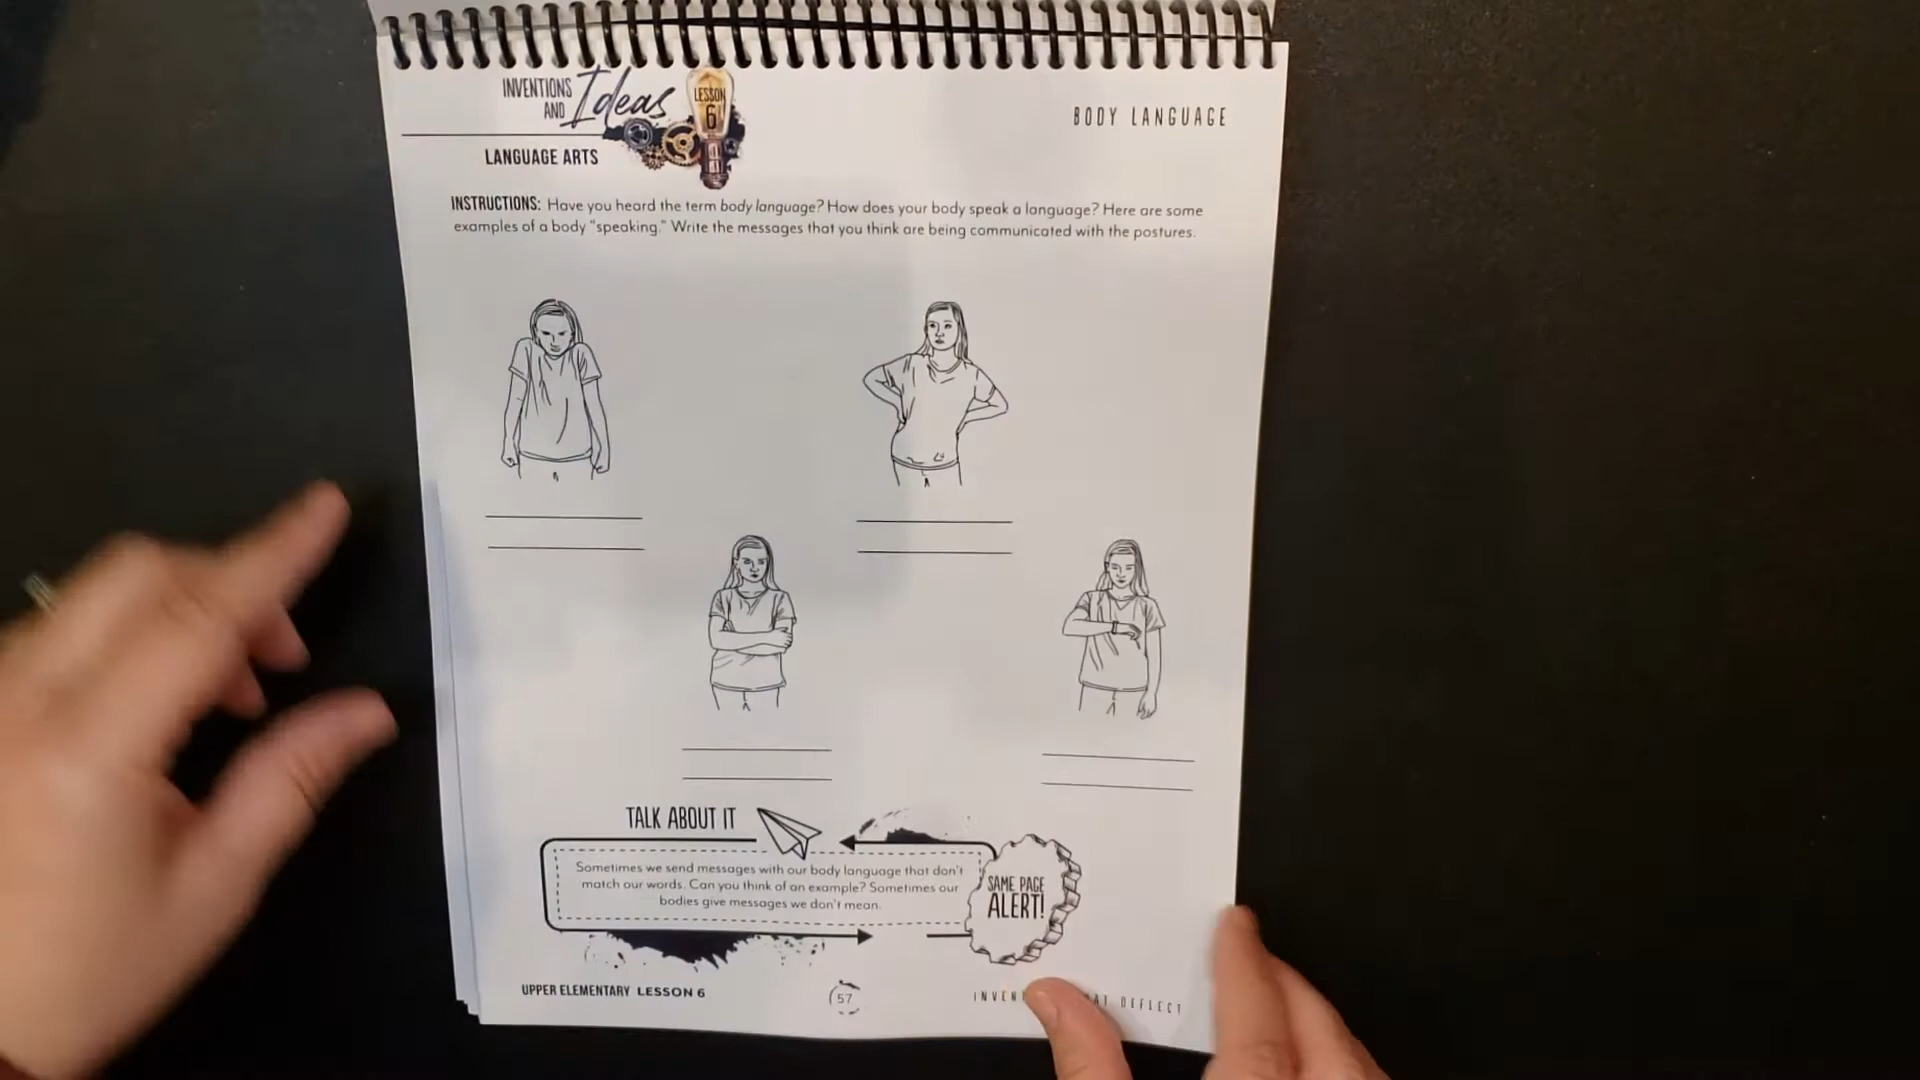 INVENTIONS
AND Ideas
LESSON
6
LANGUAGE ARTS
BODY LANGUAGE
INSTRUCTIONS: Have you heard the term body language? How does your body speak a language? Here are some
examples of a body "speaking." Write the messages that you think are being communicated with the postures.
TALK ABOUT IT
Sometimes we send messages with our body language that don't
match our words. Can you think of an example? Sometimes our
bodies give messages we don't mean.
SAME PAGE
ALERT!
UPPER ELEMENTARY LESSON 6
57
DEFLECT